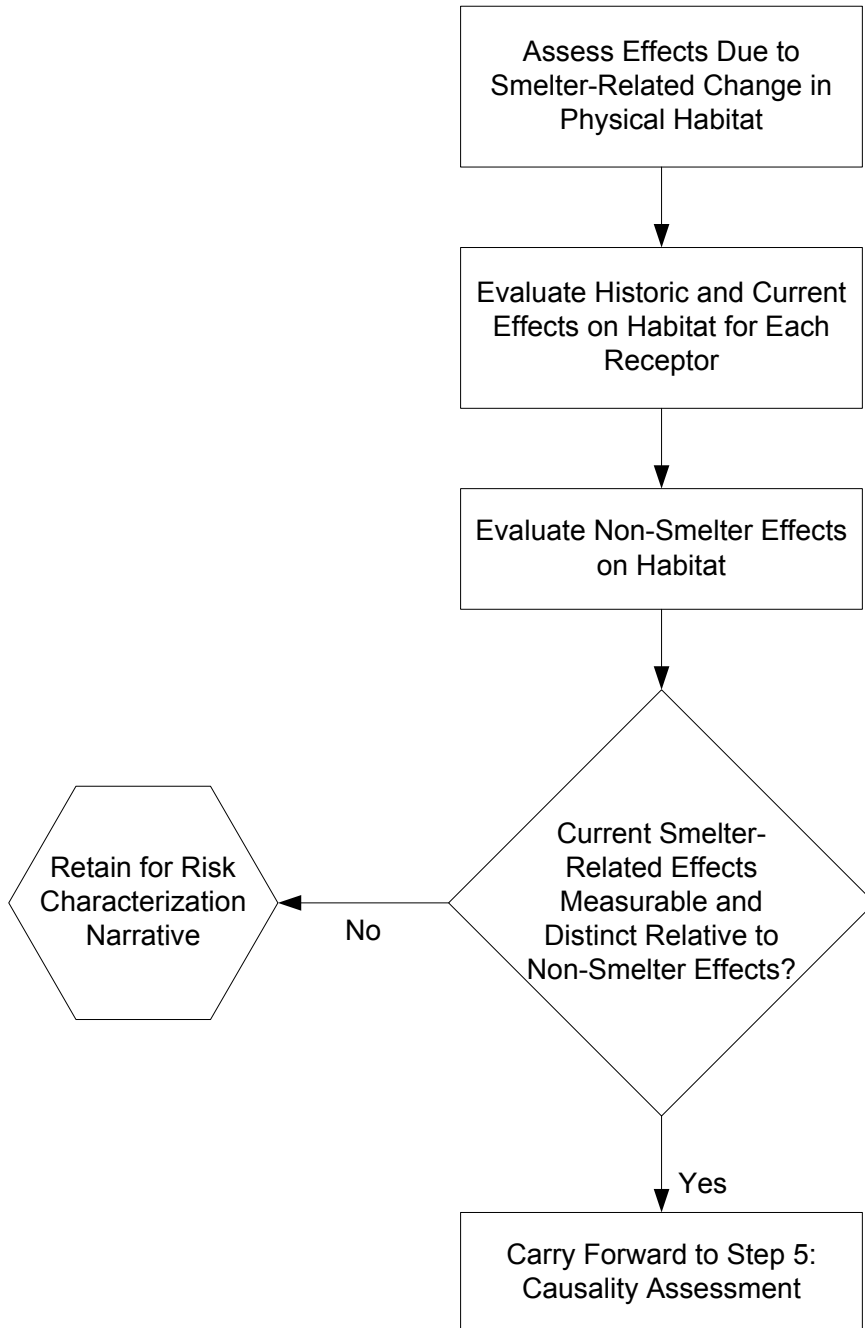 Assess Effects Due to
Smelter-Related Change in
Physical Habitat
Evaluate Historic and Current
Effects on Habitat for Each
Receptor
Evaluate Non-Smelter Effects
on Habitat
Current Smelter-
Related Effects
Measurable and
Distinct Relative to
Non-Smelter Effects?
No
Retain for Risk
Characterization
Narrative
Yes
Carry Forward to Step 5:
Causality Assessment